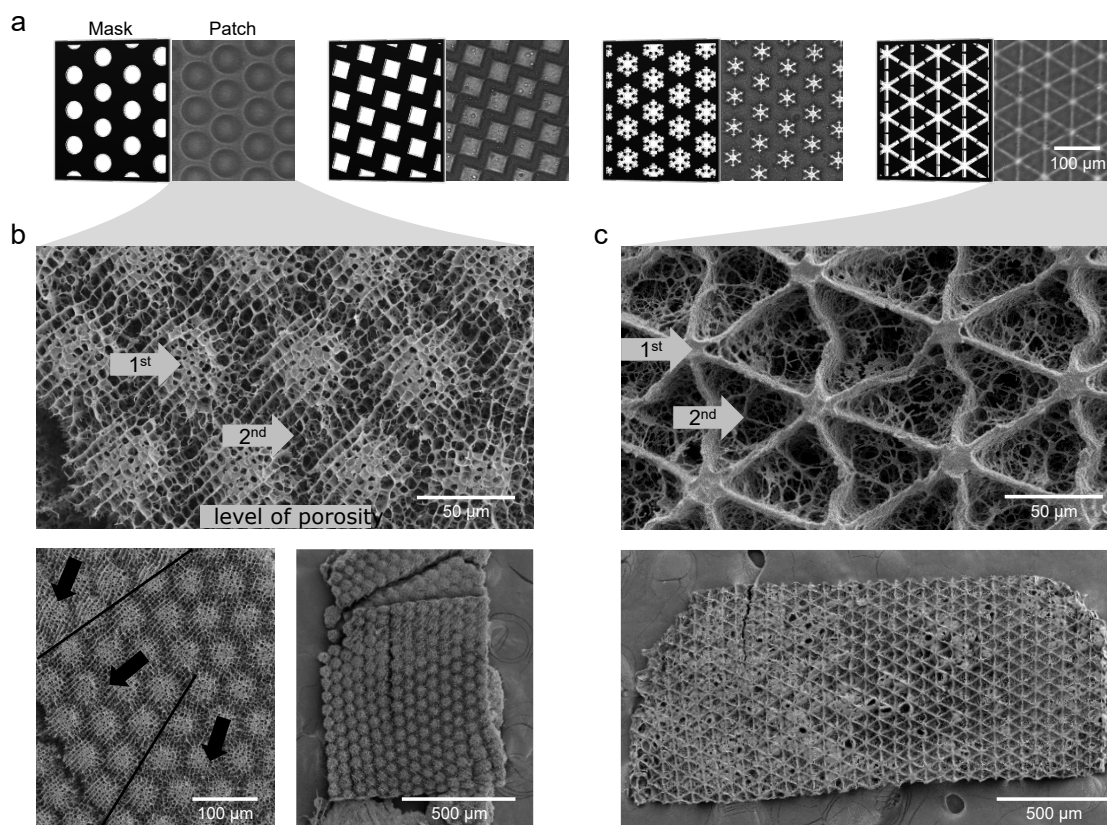 a
Mask
Patch
100 µm
b
1st
2nd
level of porosity
50 µm
c
1st
2nd
50 µm
100 µm
500 µm
500 µm